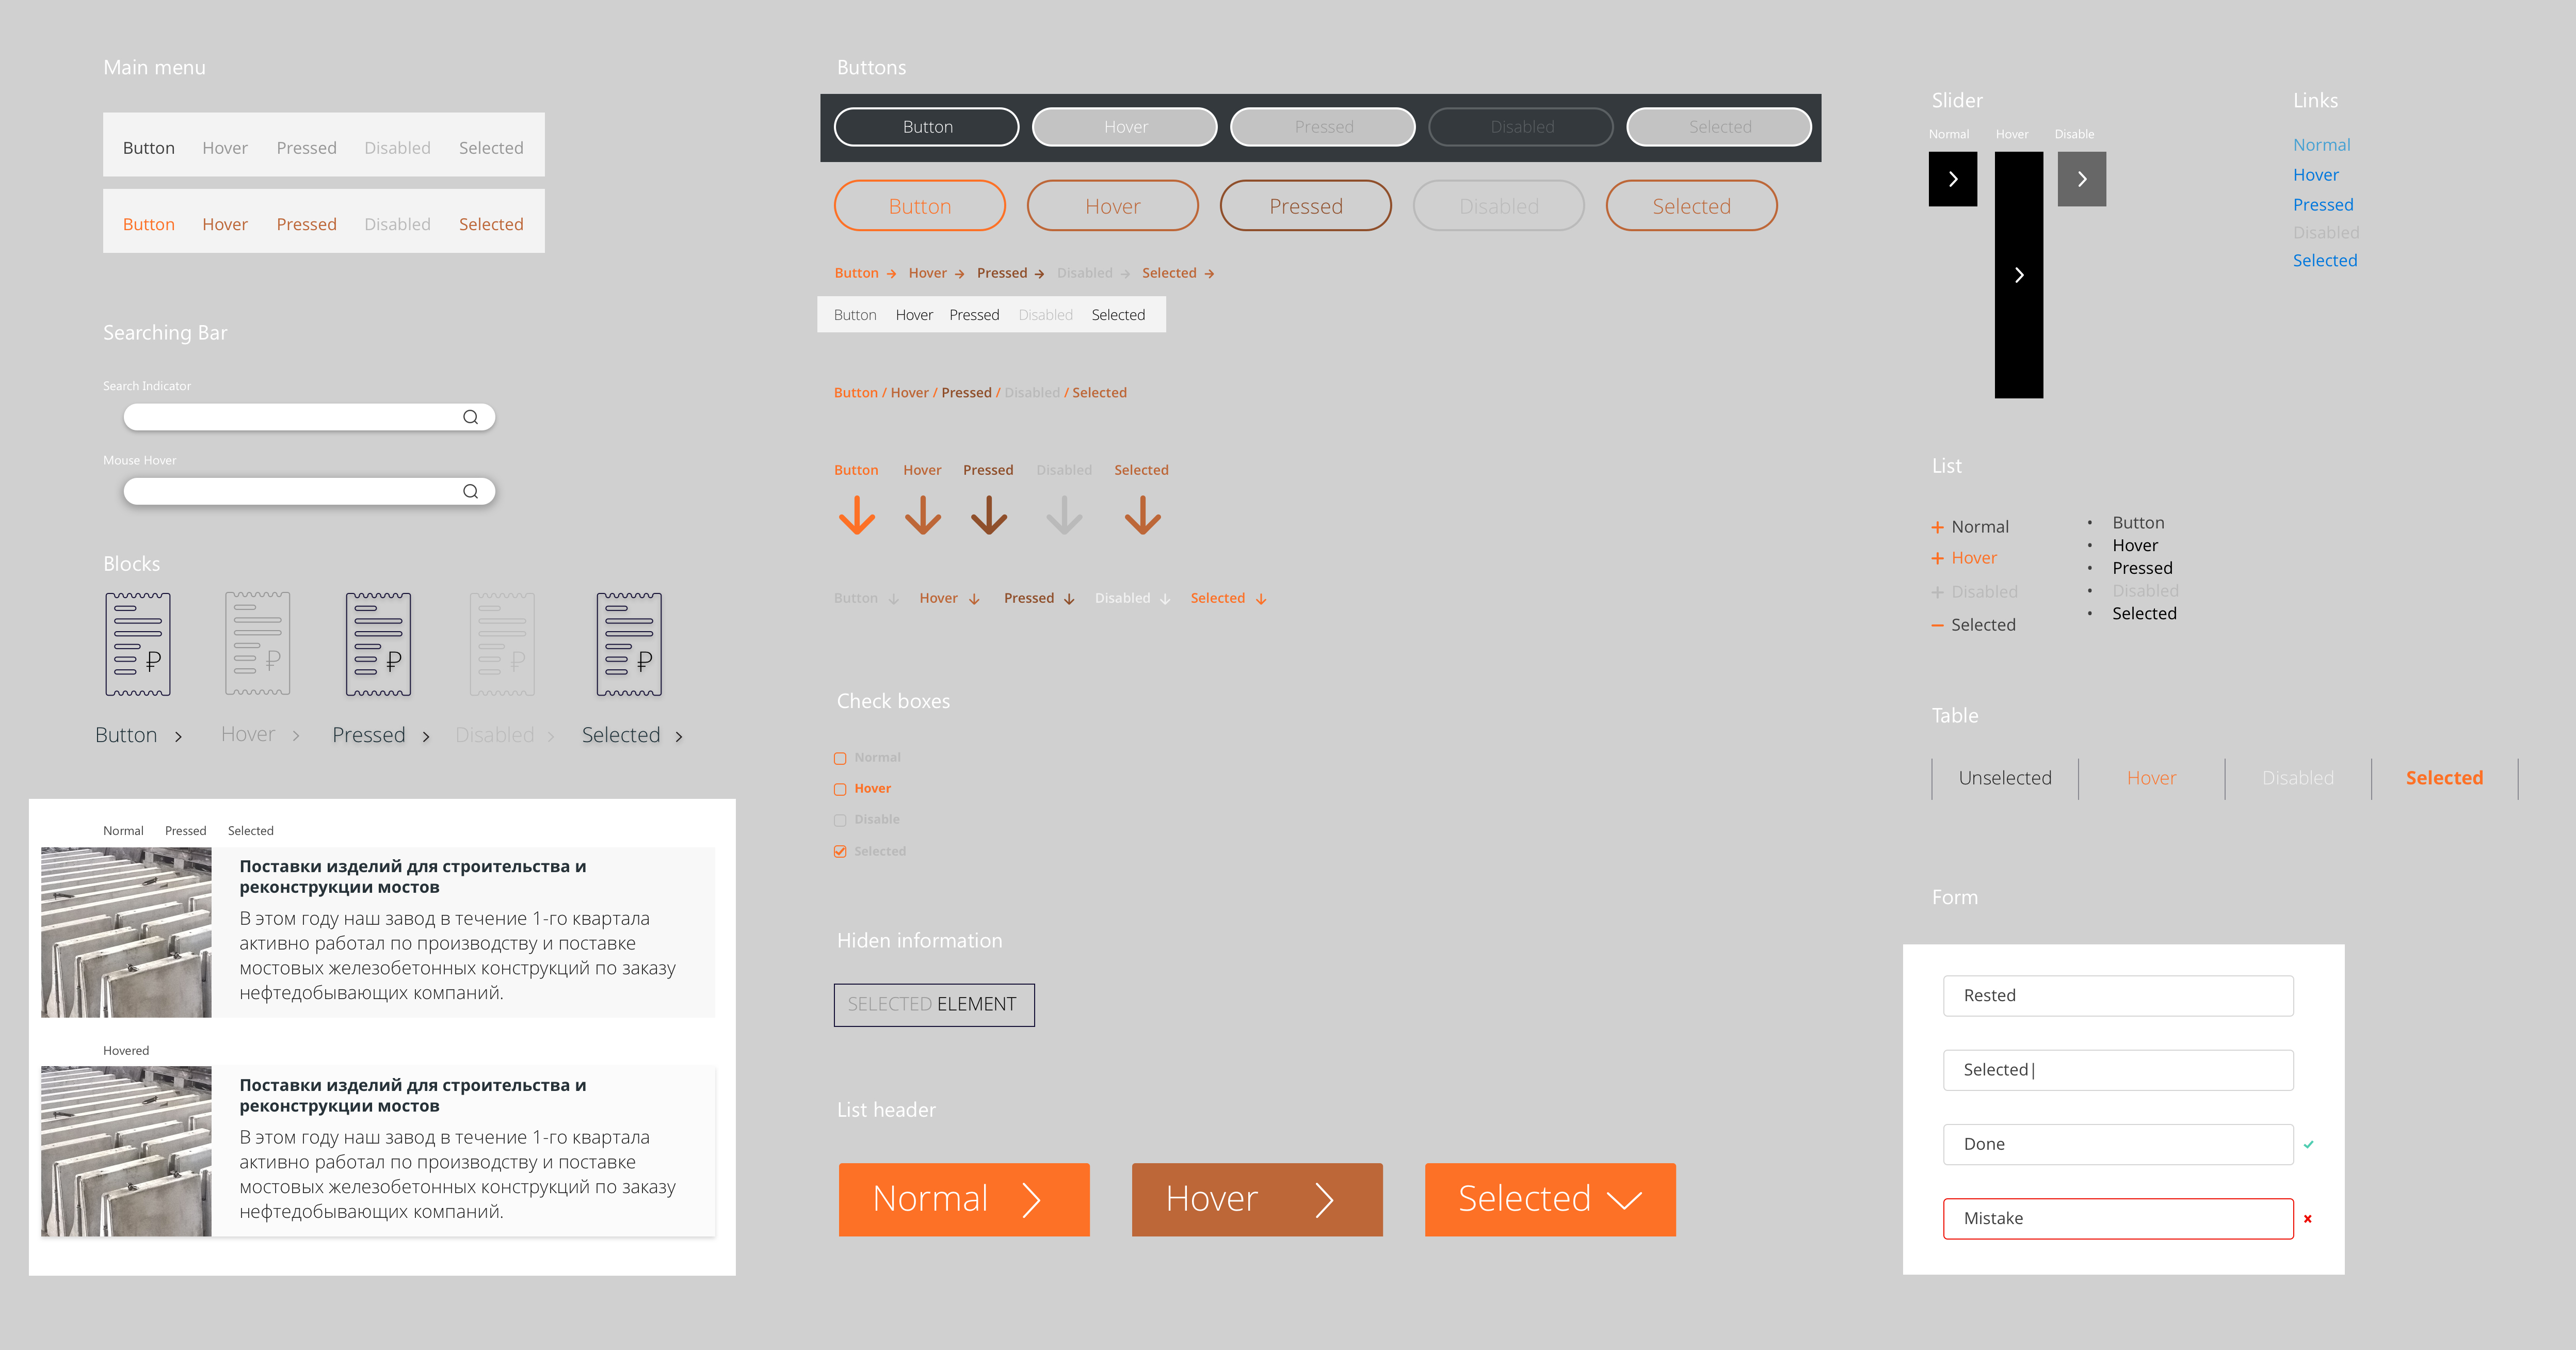 Main menu
Button Hover Pressed Disabled Selected
Button Hover Pressed Disabled Selected
Searching Bar
Search Indicator
Mouse Hover
Blocks
₽ ₽ ₽ ₽ ₽
Button Hover Pressed Disabled Selected
Normal Pressed Selected
Поставки изделий для строительства и
реконструкции мостов
В этом году наш завод в течение 1-го квартала
активно работал по производству и поставке
мостовых железобетонных конструкций по заказу
нефтедобывающих компаний.
Hovered
Поставки изделий для строительства и
реконструкции мостов
В этом году наш завод в течение 1-го квартала
активно работал по производству и поставке
мостовых железобетонных конструкций по заказу
нефтедобывающих компаний.
Buttons
Button Hover Pressed Disabled Selected
Button Hover Pressed Disabled Selected
Button → Hover → Pressed → Disabled → Selected →
Button Hover Pressed Disabled Selected
Button / Hover / Pressed / Disabled / Selected
Button Hover Pressed Disabled Selected
Button ↓ Hover ↓ Pressed ↓ Disabled ↓ Selected ↓
Check boxes
Normal
Hover
Disable
Selected
Hiden information
SELECTED ELEMENT
List header
Normal
Hover
Selected
Slider
Normal Hover Disable
Links
Normal
Hover
Pressed
Disabled
Selected
List
+ Normal
+ Hover
+ Disabled
− Selected
• Button
• Hover
• Pressed
• Disabled
• Selected
Table
Unselected Hover Disabled Selected
Form
Rested
Selected|
Done
Mistake